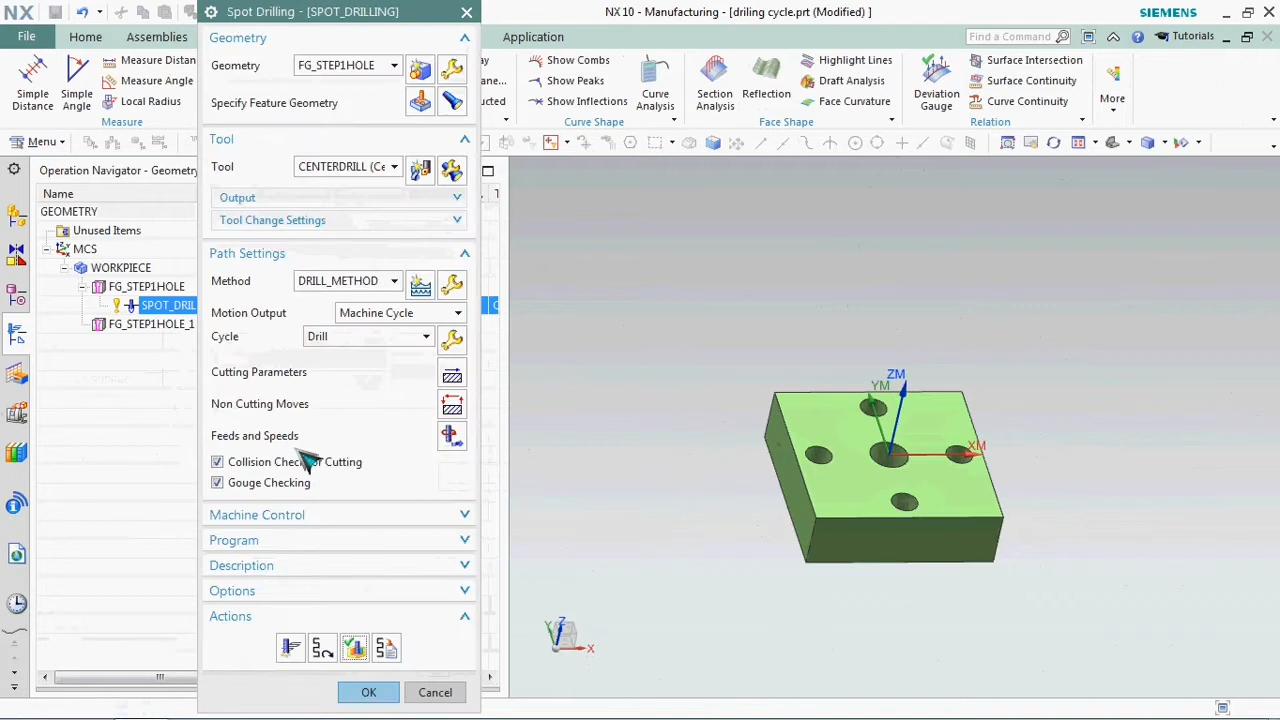 NX
Spot Drilling - [SPOT_DRILLING]
NX 10 - Manufacturing - [driling cycle.prt (Modified) ]
SIEMENS
File
Home
Assemblies
Application
Find a Command
Tutorials
Simple Distance
Simple Angle
Measure Distan
Measure Angle
Local Radius
Measure
Show Combs
Show Peaks
Show Inflections
Curve Analysis
Curve Shape
Section Analysis
Reflection
Highlight Lines
Draft Analysis
Face Curvature
Face Shape
Deviation Gauge
Surface Intersection
Surface Continuity
Curve Continuity
Relation
More
Menu
Operation Navigator - Geometry
Name
GEOMETRY
Unused Items
MCS
WORKPIECE
FG_STEP1HOLE
SPOT_DRIL
FG_STEP1HOLE_1
Geometry
Geometry
FG_STEP1HOLE
Specify Feature Geometry
Tool
Tool
CENTERDRILL (Ce
Output
Tool Change Settings
Path Settings
Method
DRILL_METHOD
Motion Output
Machine Cycle
Cycle
Drill
Cutting Parameters
Non Cutting Moves
Feeds and Speeds
Collision Check Cutting
Gouge Checking
Machine Control
Program
Description
Options
Actions
OK
Cancel
ZM
YM
XM
Z
Y
X